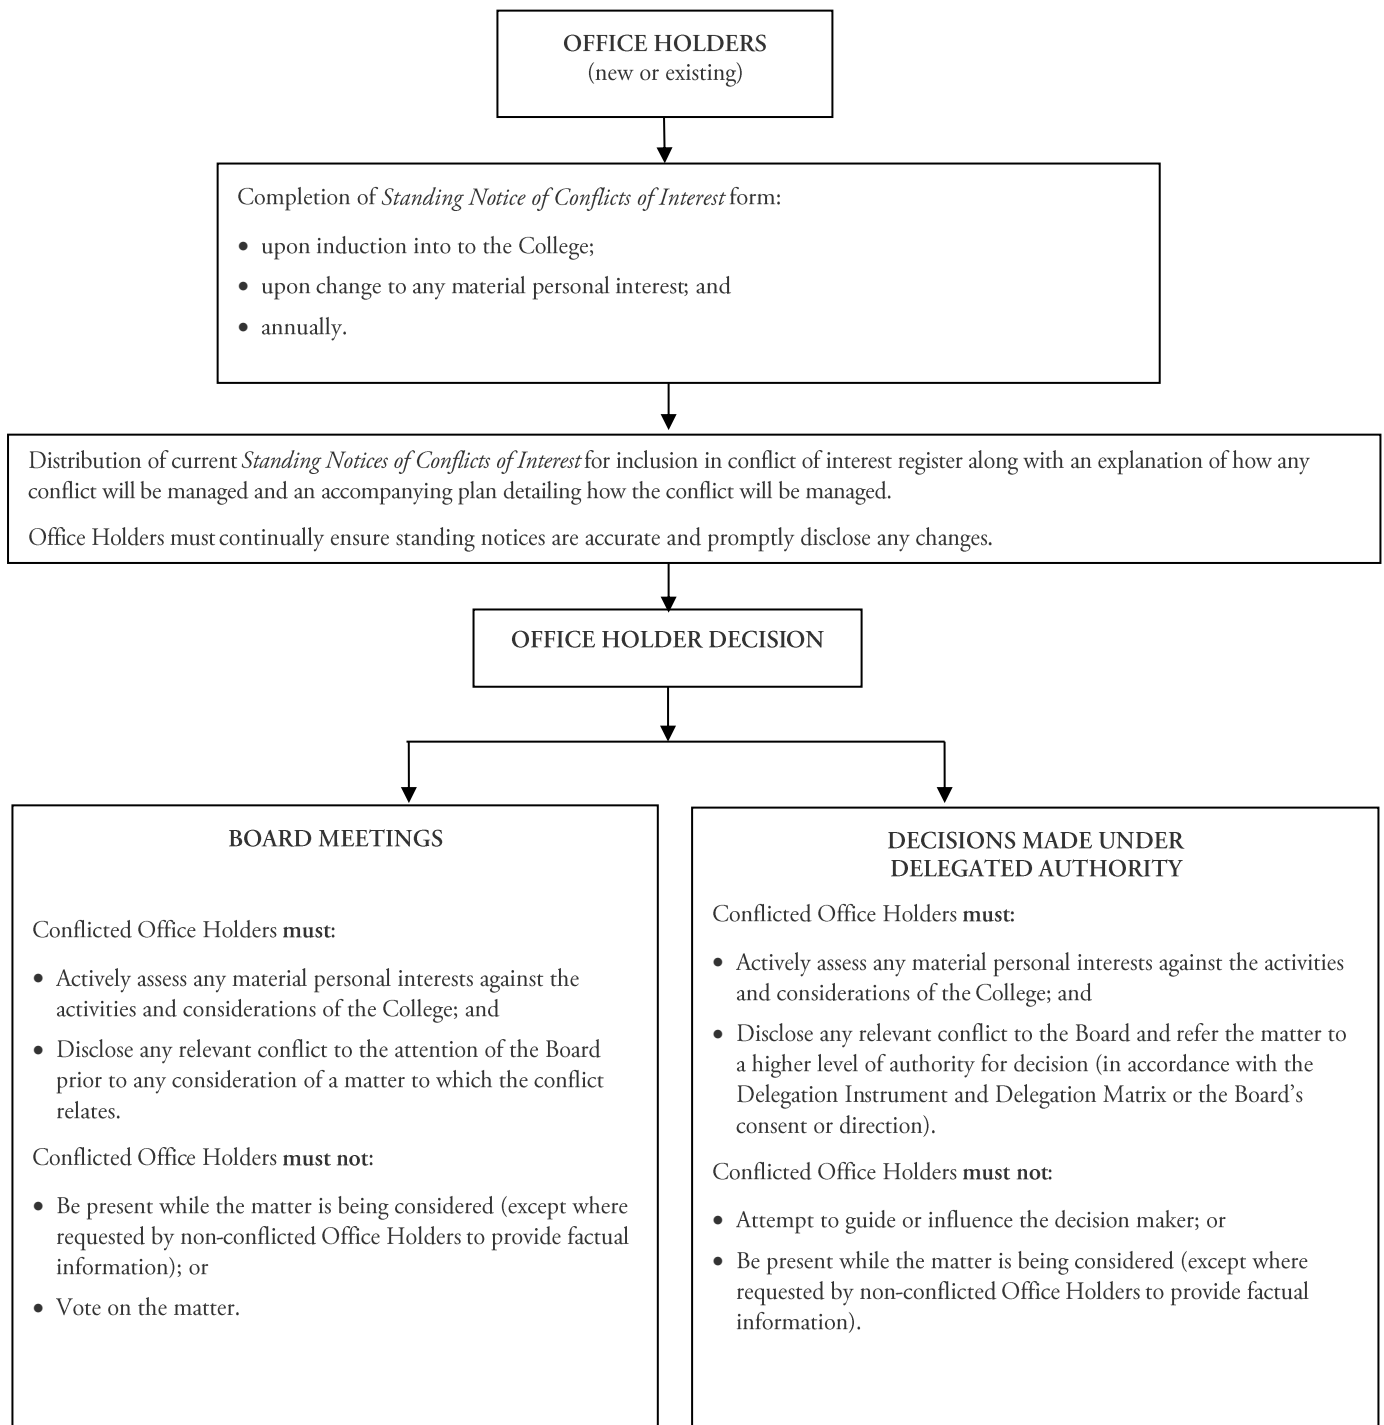 OFFICE HOLDERS
(new or existing)
Completion of Standing Notice of Conflicts of Interest form:
• upon induction into to the College;
• upon change to any material personal interest; and
• annually.
Distribution of current Standing Notices of Conflicts of Interest for inclusion in conflict of interest register along with an explanation of how any
conflict will be managed and an accompanying plan detailing how the conflict will be managed.
Office Holders must continually ensure standing notices are accurate and promptly disclose any changes.
OFFICE HOLDER DECISION
BOARD MEETINGS
Conflicted Office Holders must:
• Actively assess any material personal interests against the
activities and considerations of the College; and
• Disclose any relevant conflict to the attention of the Board
prior to any consideration of a matter to which the conflict
relates.
Conflicted Office Holders must not:
• Be present while the matter is being considered (except where
requested by non-conflicted Office Holders to provide factual
information); or
• Vote on the matter.
DECISIONS MADE UNDER
DELEGATED AUTHORITY
Conflicted Office Holders must:
• Actively assess any material personal interests against the activities
and considerations of the College; and
• Disclose any relevant conflict to the Board and refer the matter to
a higher level of authority for decision (in accordance with the
Delegation Instrument and Delegation Matrix or the Board’s
consent or direction).
Conflicted Office Holders must not:
• Attempt to guide or influence the decision maker; or
• Be present while the matter is being considered (except where
requested by non-conflicted Office Holders to provide factual
information).